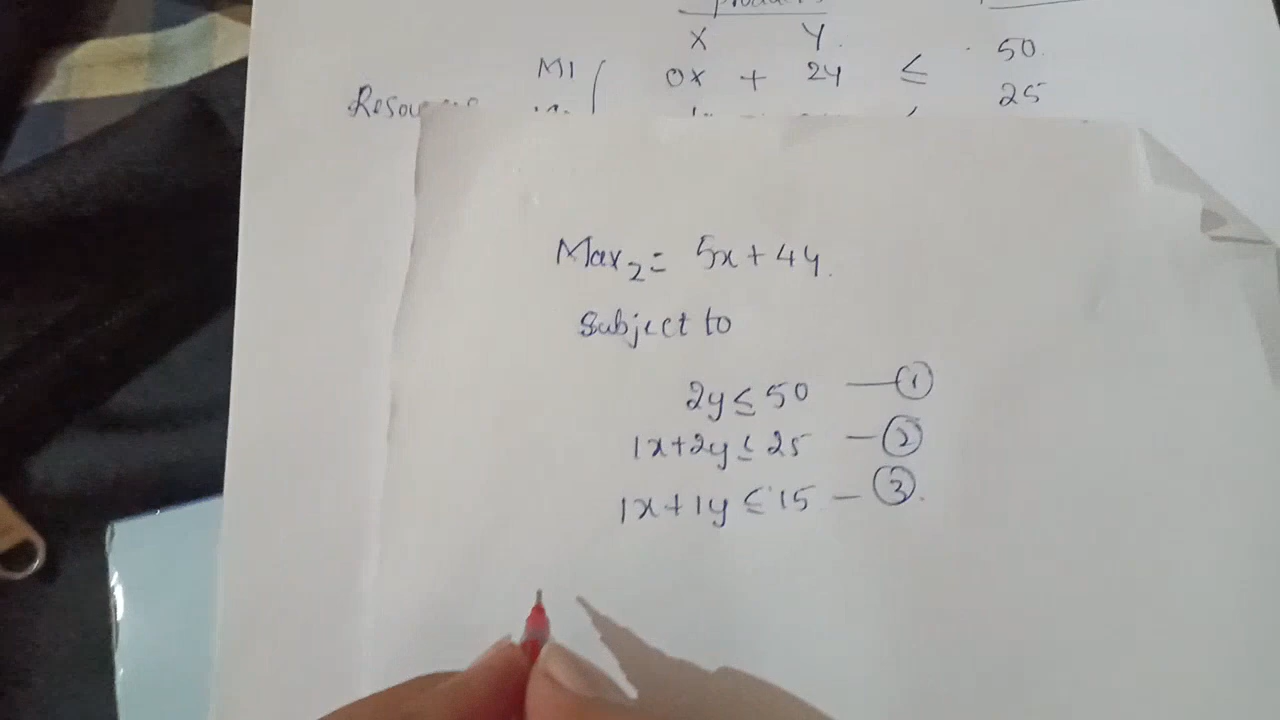 X Y.
50.
M1 0x + 2y ≤
25
Max₂ = 5x + 4y.
Subject to
2y ≤ 50 — ①
1x + 2y ≤ 25 — ②
1x + 1y ≤ 15 — ③.